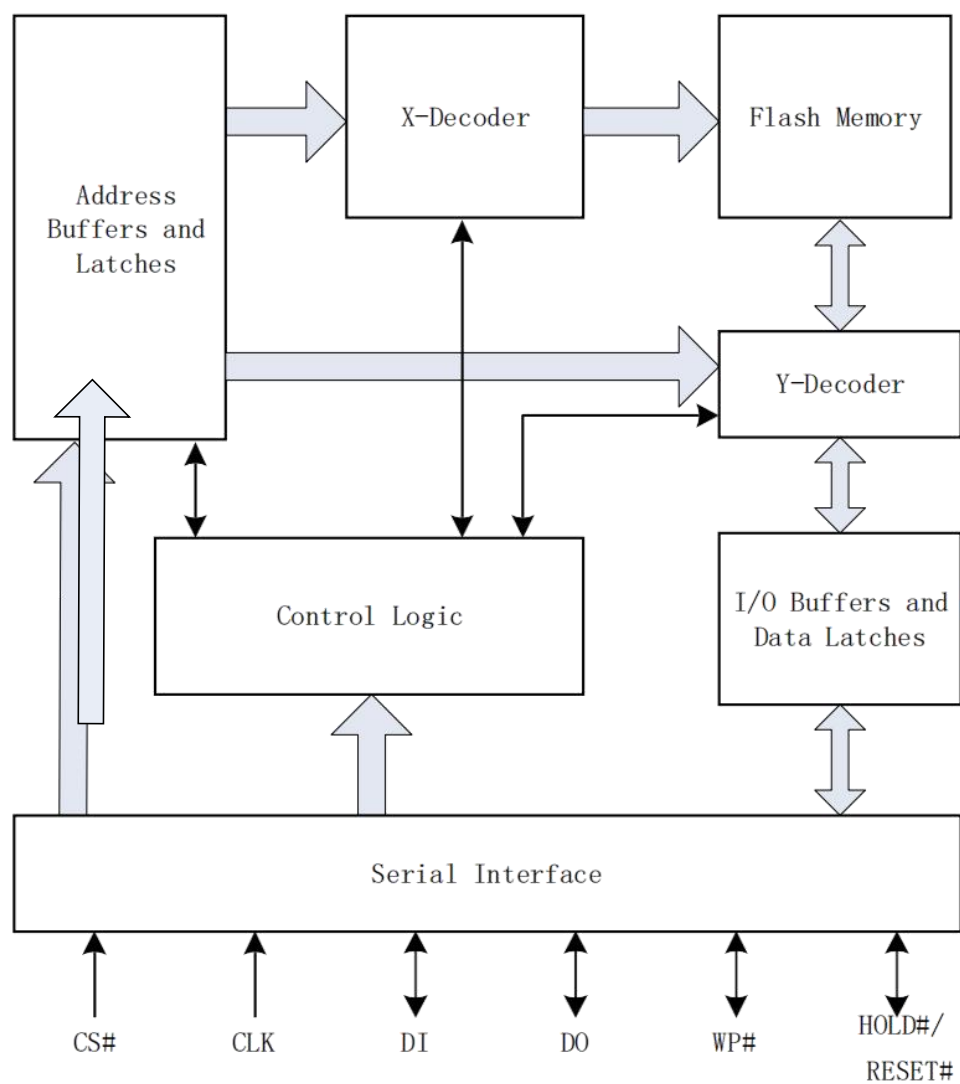 X-Decoder
Flash Memory
Address
Buffers and
Latches
Y-Decoder
I/O Buffers and
Data Latches
Control Logic
Serial Interface
CS#
CLK
DI
DO
WP#
HOLD#/
RESET#